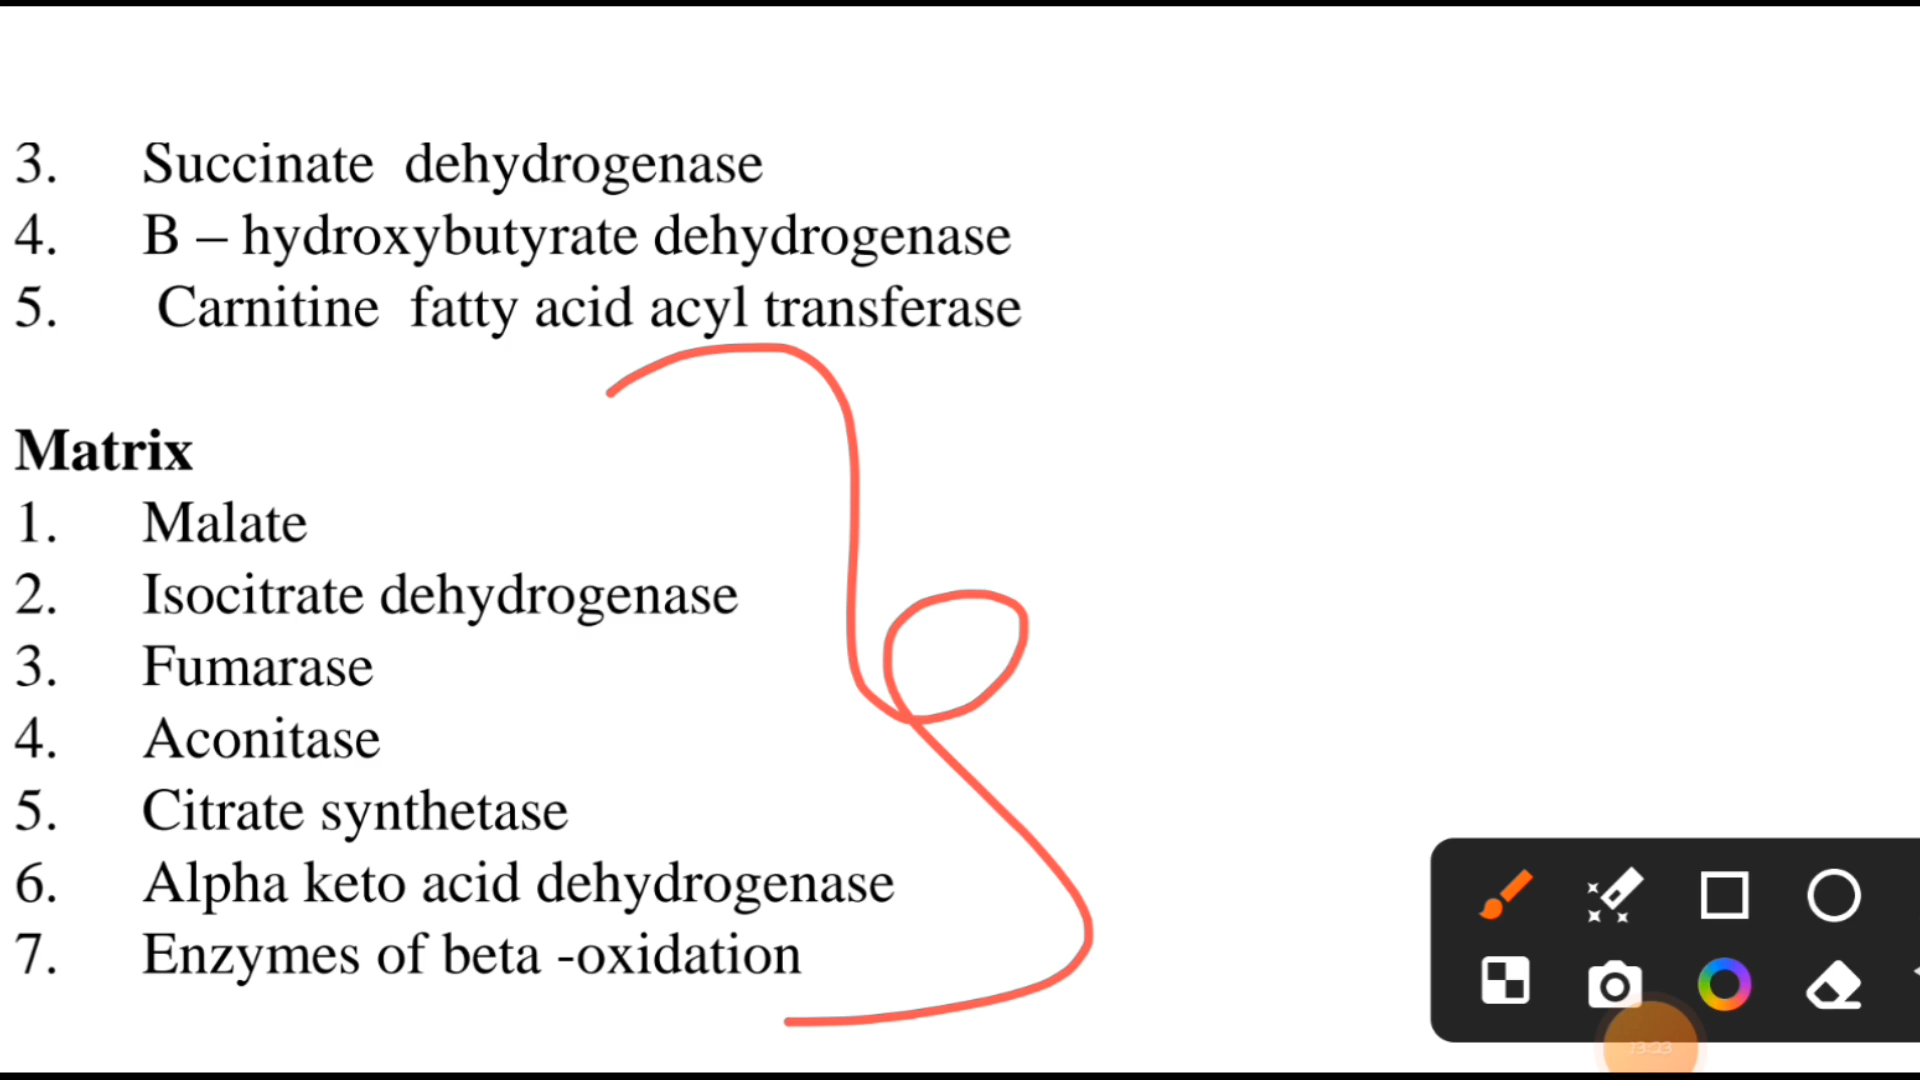 3. Succinate dehydrogenase
4. B – hydroxybutyrate dehydrogenase
5. Carnitine fatty acid acyl transferase
Matrix
1. Malate
2. Isocitrate dehydrogenase
3. Fumarase
4. Aconitase
5. Citrate synthetase
6. Alpha keto acid dehydrogenase
7. Enzymes of beta -oxidation